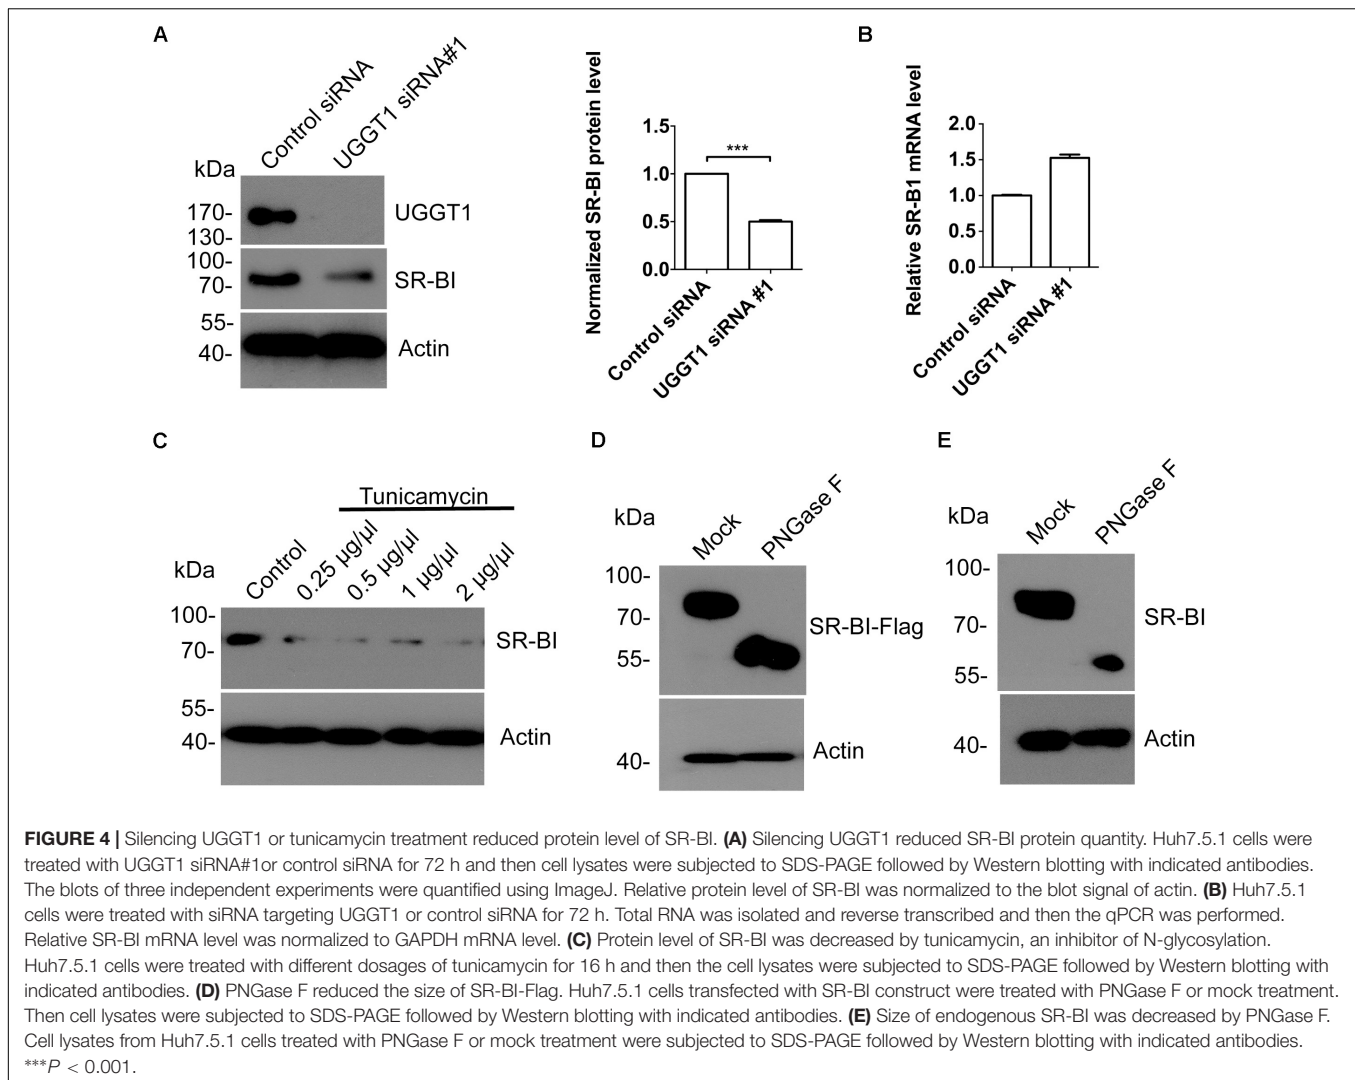 A
Control siRNA
UGGT1 siRNA#1
kDa
170-
130-
UGGT1
100-
70-
SR-BI
55-
40-
Actin
Normalized SR-BI protein level
1.5
1.0
0.5
0.0
***
Control siRNA
UGGT1 siRNA #1
B
Relative SR-B1 mRNA level
2.0
1.5
1.0
0.5
0.0
Control siRNA
UGGT1 siRNA #1
C
Tunicamycin
kDa
Control
0.25 µg/µl
0.5 µg/µl
1 µg/µl
2 µg/µl
100-
70-
SR-BI
55-
40-
Actin
D
kDa
Mock
PNGase F
100-
70-
55-
SR-BI-Flag
40-
Actin
E
kDa
Mock
PNGase F
100-
70-
55-
SR-BI
40-
Actin
FIGURE 4 | Silencing UGGT1 or tunicamycin treatment reduced protein level of SR-BI. (A) Silencing UGGT1 reduced SR-BI protein quantity. Huh7.5.1 cells were
treated with UGGT1 siRNA#1or control siRNA for 72 h and then cell lysates were subjected to SDS-PAGE followed by Western blotting with indicated antibodies.
The blots of three independent experiments were quantified using ImageJ. Relative protein level of SR-BI was normalized to the blot signal of actin. (B) Huh7.5.1
cells were treated with siRNA targeting UGGT1 or control siRNA for 72 h. Total RNA was isolated and reverse transcribed and then the qPCR was performed.
Relative SR-BI mRNA level was normalized to GAPDH mRNA level. (C) Protein level of SR-BI was decreased by tunicamycin, an inhibitor of N-glycosylation.
Huh7.5.1 cells were treated with different dosages of tunicamycin for 16 h and then the cell lysates were subjected to SDS-PAGE followed by Western blotting with
indicated antibodies. (D) PNGase F reduced the size of SR-BI-Flag. Huh7.5.1 cells transfected with SR-BI construct were treated with PNGase F or mock treatment.
Then cell lysates were subjected to SDS-PAGE followed by Western blotting with indicated antibodies. (E) Size of endogenous SR-BI was decreased by PNGase F.
Cell lysates from Huh7.5.1 cells treated with PNGase F or mock treatment were subjected to SDS-PAGE followed by Western blotting with indicated antibodies.
***P < 0.001.